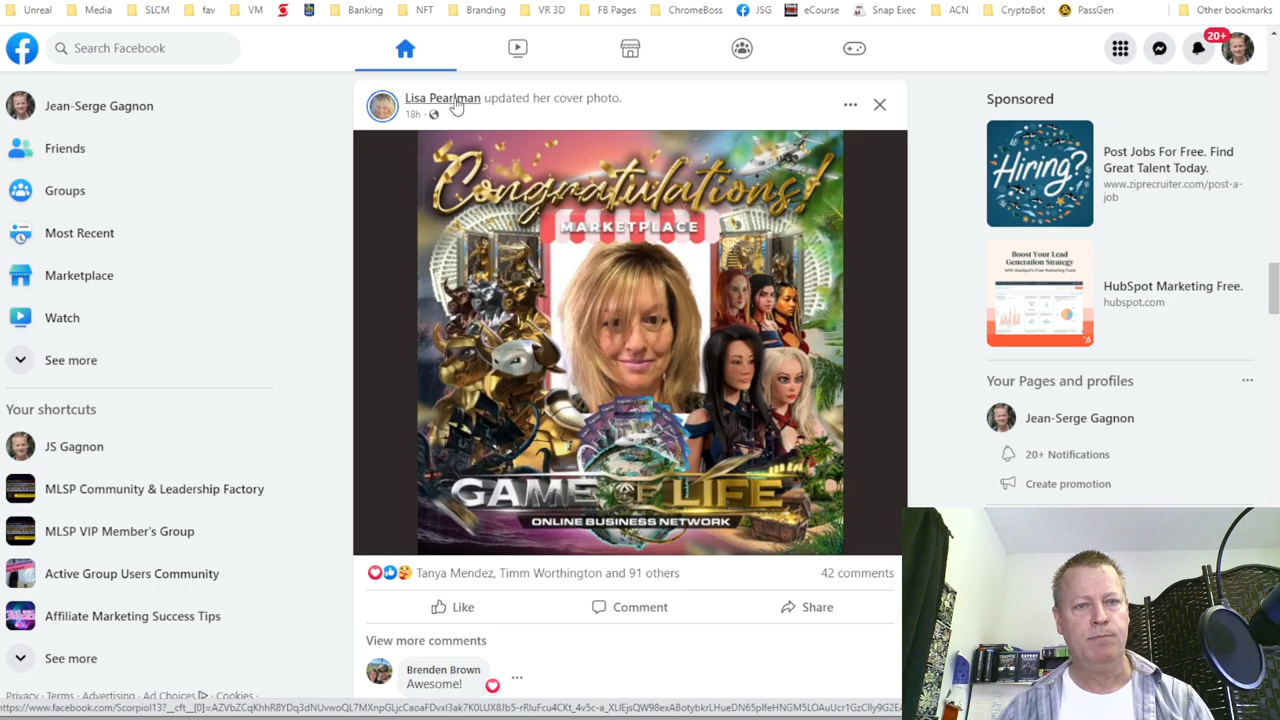 Unreal Media SLCM fav VM Banking NFT Branding VR 3D FB Pages ChromeBoss JSG eCourse Snap Exec ACN CryptoBot PassGen Other bookmarks
Search Facebook
20+
Jean-Serge Gagnon
Friends
Groups
Most Recent
Marketplace
Watch
See more
Your shortcuts
JS Gagnon
MLSP Community & Leadership Factory
MLSP VIP Member's Group
Active Group Users Community
Affiliate Marketing Success Tips
See more
Privacy · Terms · Advertising · Ad Choices · Cookies ·
Lisa Pearlman updated her cover photo.
18h ·
Congratulations!
MARKETPLACE
GAME OF LIFE
ONLINE BUSINESS NETWORK
Tanya Mendez, Timm Worthington and 91 others
42 comments
Like Comment Share
View more comments
Brenden Brown
Awesome!
Sponsored
Hiring?
Post Jobs For Free. Find
Great Talent Today.
www.ziprecruiter.com/post-a-
job
Boost Your Lead
Generation Strategy
With HubSpot's Free Marketing Tools
HubSpot Marketing Free.
hubspot.com
Your Pages and profiles
Jean-Serge Gagnon
20+ Notifications
Create promotion
TRAFFIC
EXPERT